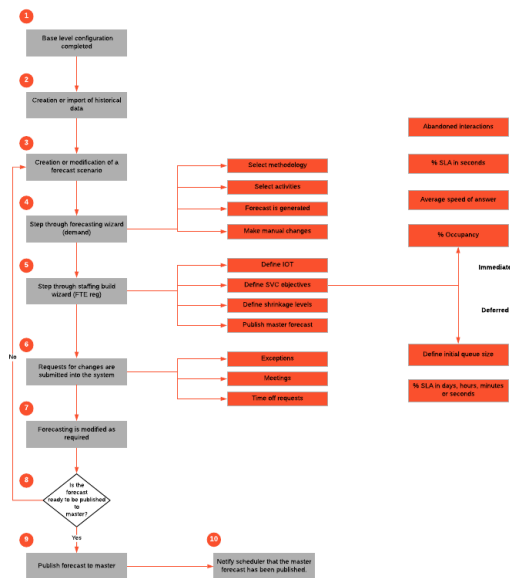 1
Base level configuration
completed
2
Creation or import of historical
data
3
Creation or modification of a
forecast scenario
4
Step through forecasting wizard
(demand)
Select methodology
Select activities
Forecast is generated
Make manual changes
5
Step through staffing build
wizard (FTE reg)
Define IOT
Define SVC objectives
Define shrinkage levels
Publish master forecast
Abandoned interactions
% SLA in seconds
Average speed of answer
% Occupancy
Immediate
Deferred
Define initial queue size
% SLA in days, hours, minutes
or seconds
6
Requests for changes are
submitted into the system
Exceptions
Meetings
Time off requests
7
Forecasting is modified as
required
8
Is the
forecast
ready to be published
to
master?
No
Yes
9
Publish forecast to master
10
Notify scheduler that the master
forecast has been published.